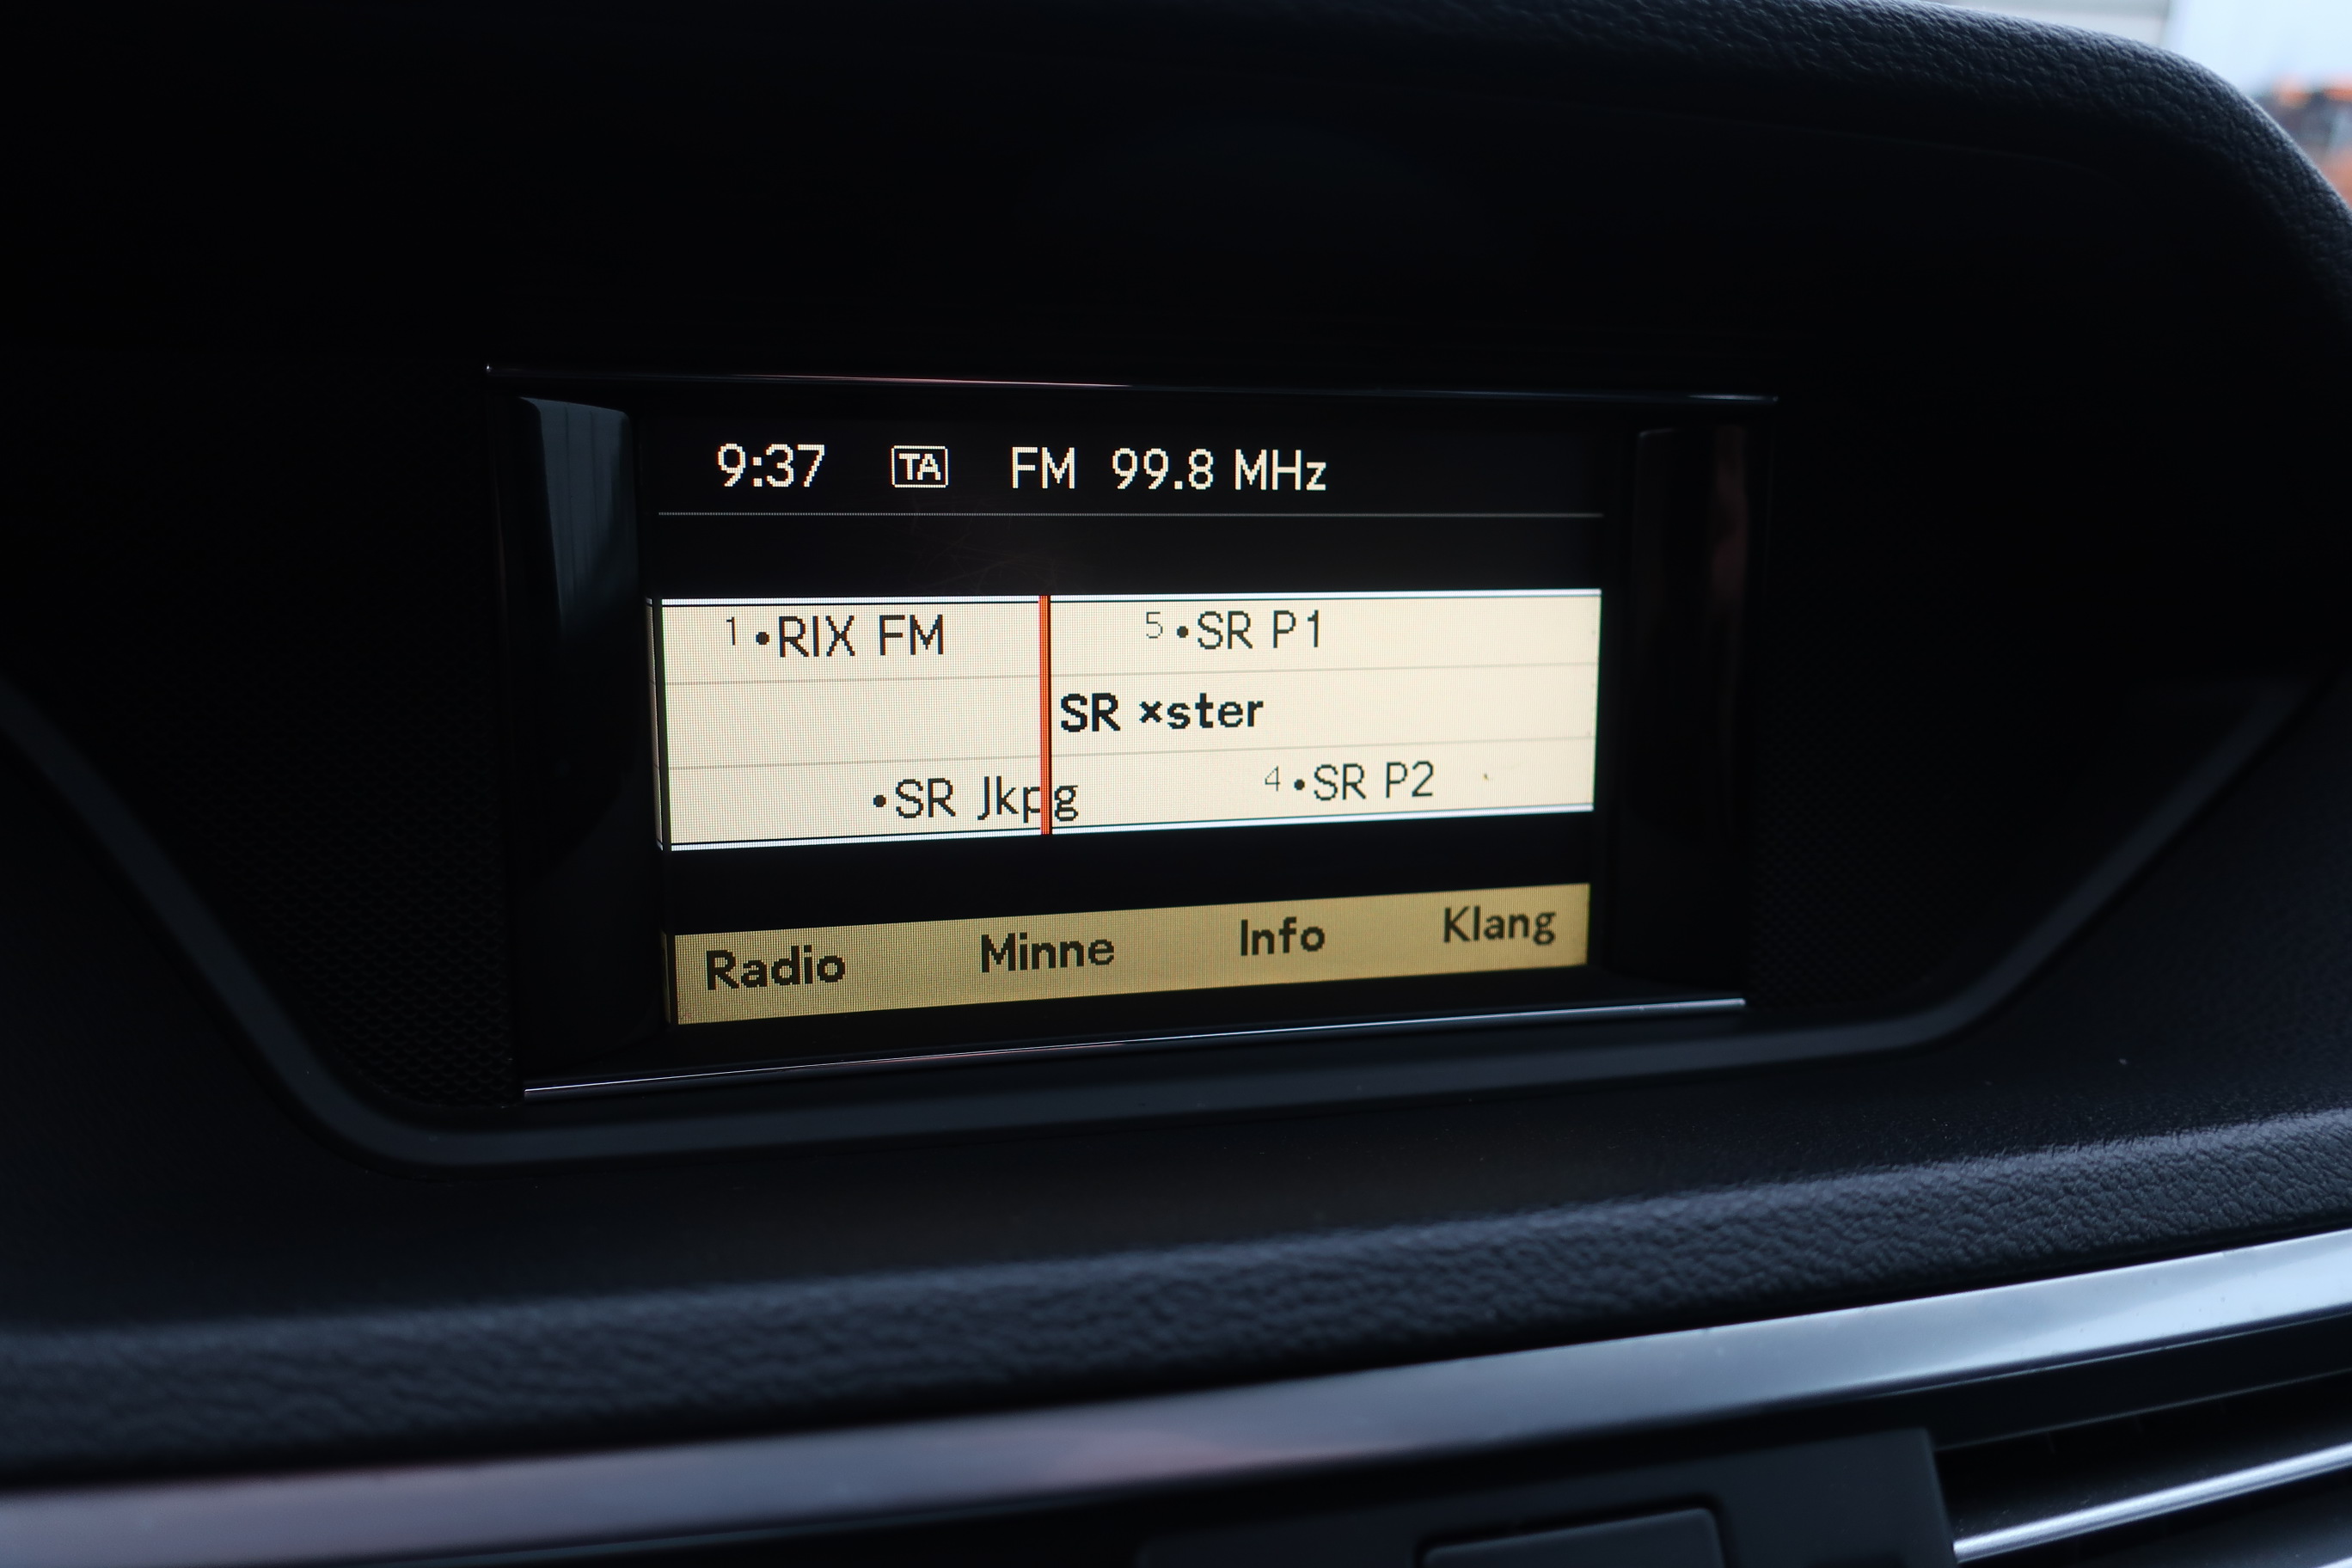 9:37 TA FM 99.8 MHz
1 •RIX FM 5 •SR P1
SR ×ster
•SR Jkpg 4 •SR P2
Radio Minne Info Klang